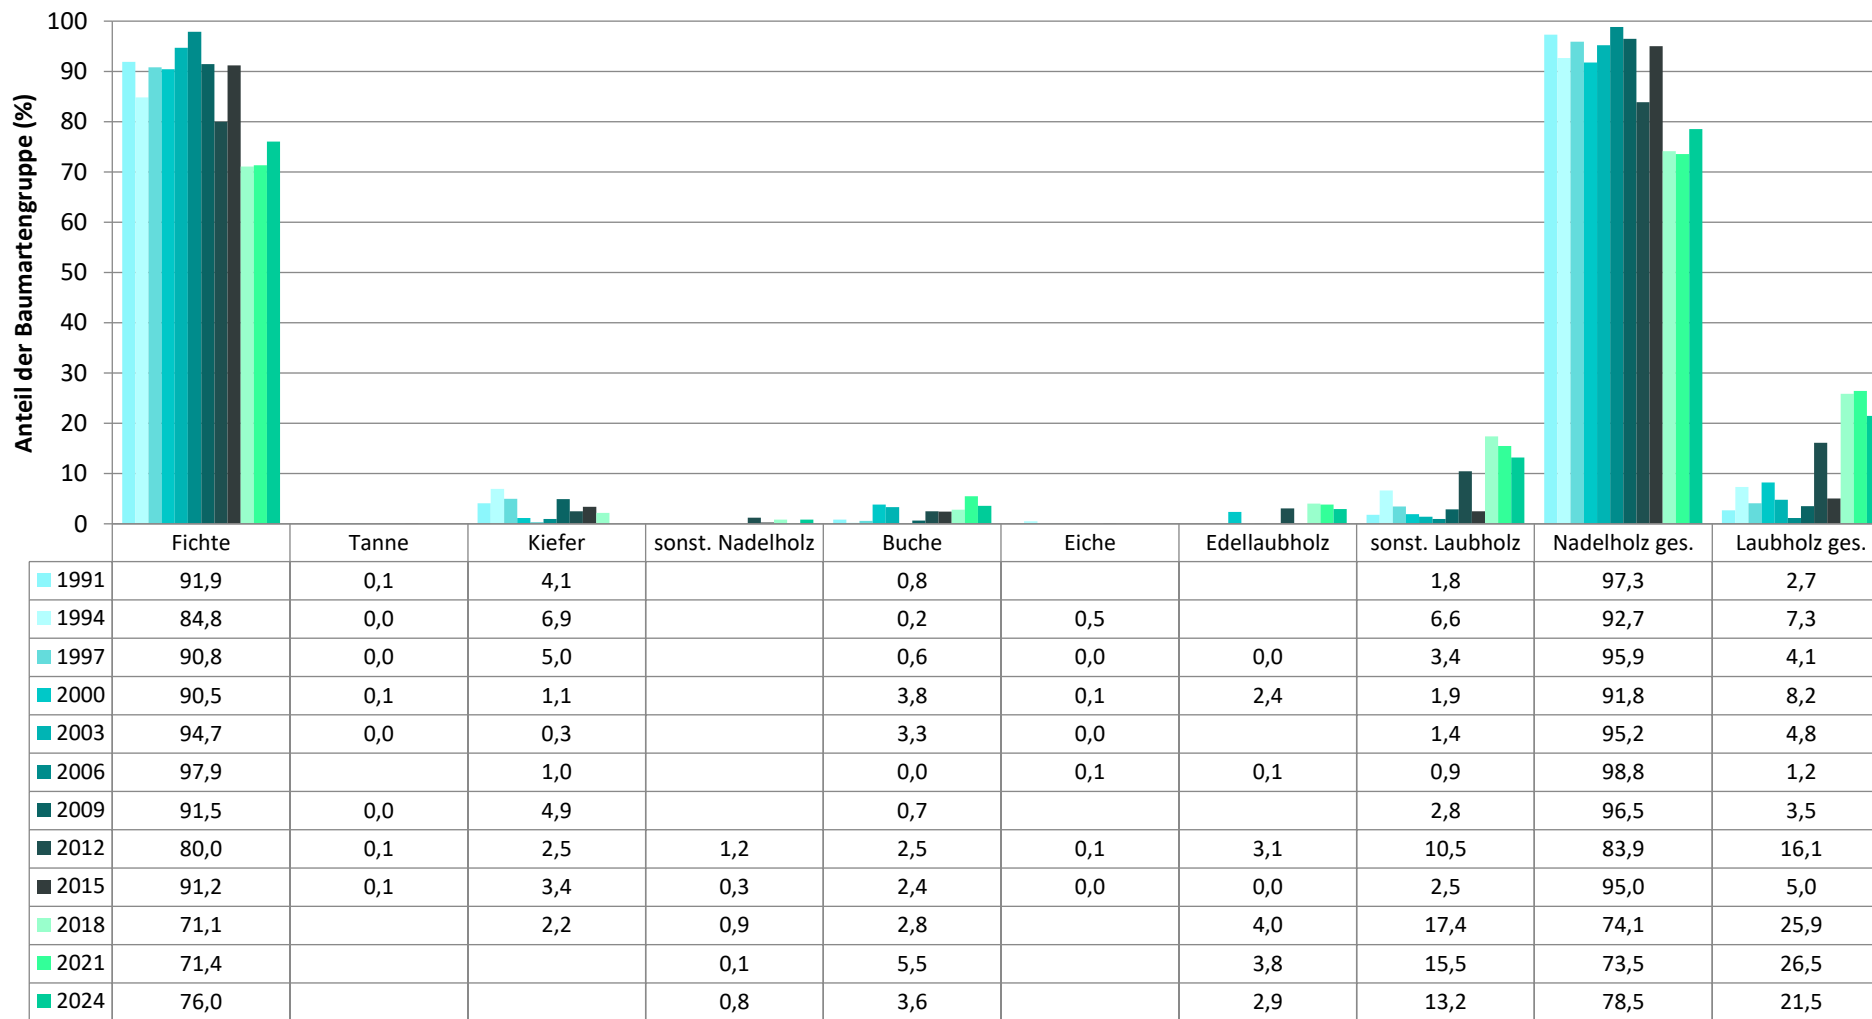 Anteil der Baumartengruppe (%)
100
90
80
70
60
50
40
30
20
10
0
Fichte Tanne Kiefer sonst. Nadelholz Buche Eiche Edellaubholz sonst. Laubholz Nadelholz ges. Laubholz ges.
1991 91,9 0,1 4,1 0,8 1,8 97,3 2,7
1994 84,8 0,0 6,9 0,2 0,5 6,6 92,7 7,3
1997 90,8 0,0 5,0 0,6 0,0 0,0 3,4 95,9 4,1
2000 90,5 0,1 1,1 3,8 0,1 2,4 1,9 91,8 8,2
2003 94,7 0,0 0,3 3,3 0,0 1,4 95,2 4,8
2006 97,9 1,0 0,0 0,1 0,1 0,9 98,8 1,2
2009 91,5 0,0 4,9 0,7 2,8 96,5 3,5
2012 80,0 0,1 2,5 1,2 2,5 0,1 3,1 10,5 83,9 16,1
2015 91,2 0,1 3,4 0,3 2,4 0,0 0,0 2,5 95,0 5,0
2018 71,1 2,2 0,9 2,8 4,0 17,4 74,1 25,9
2021 71,4 0,1 5,5 3,8 15,5 73,5 26,5
2024 76,0 0,8 3,6 2,9 13,2 78,5 21,5